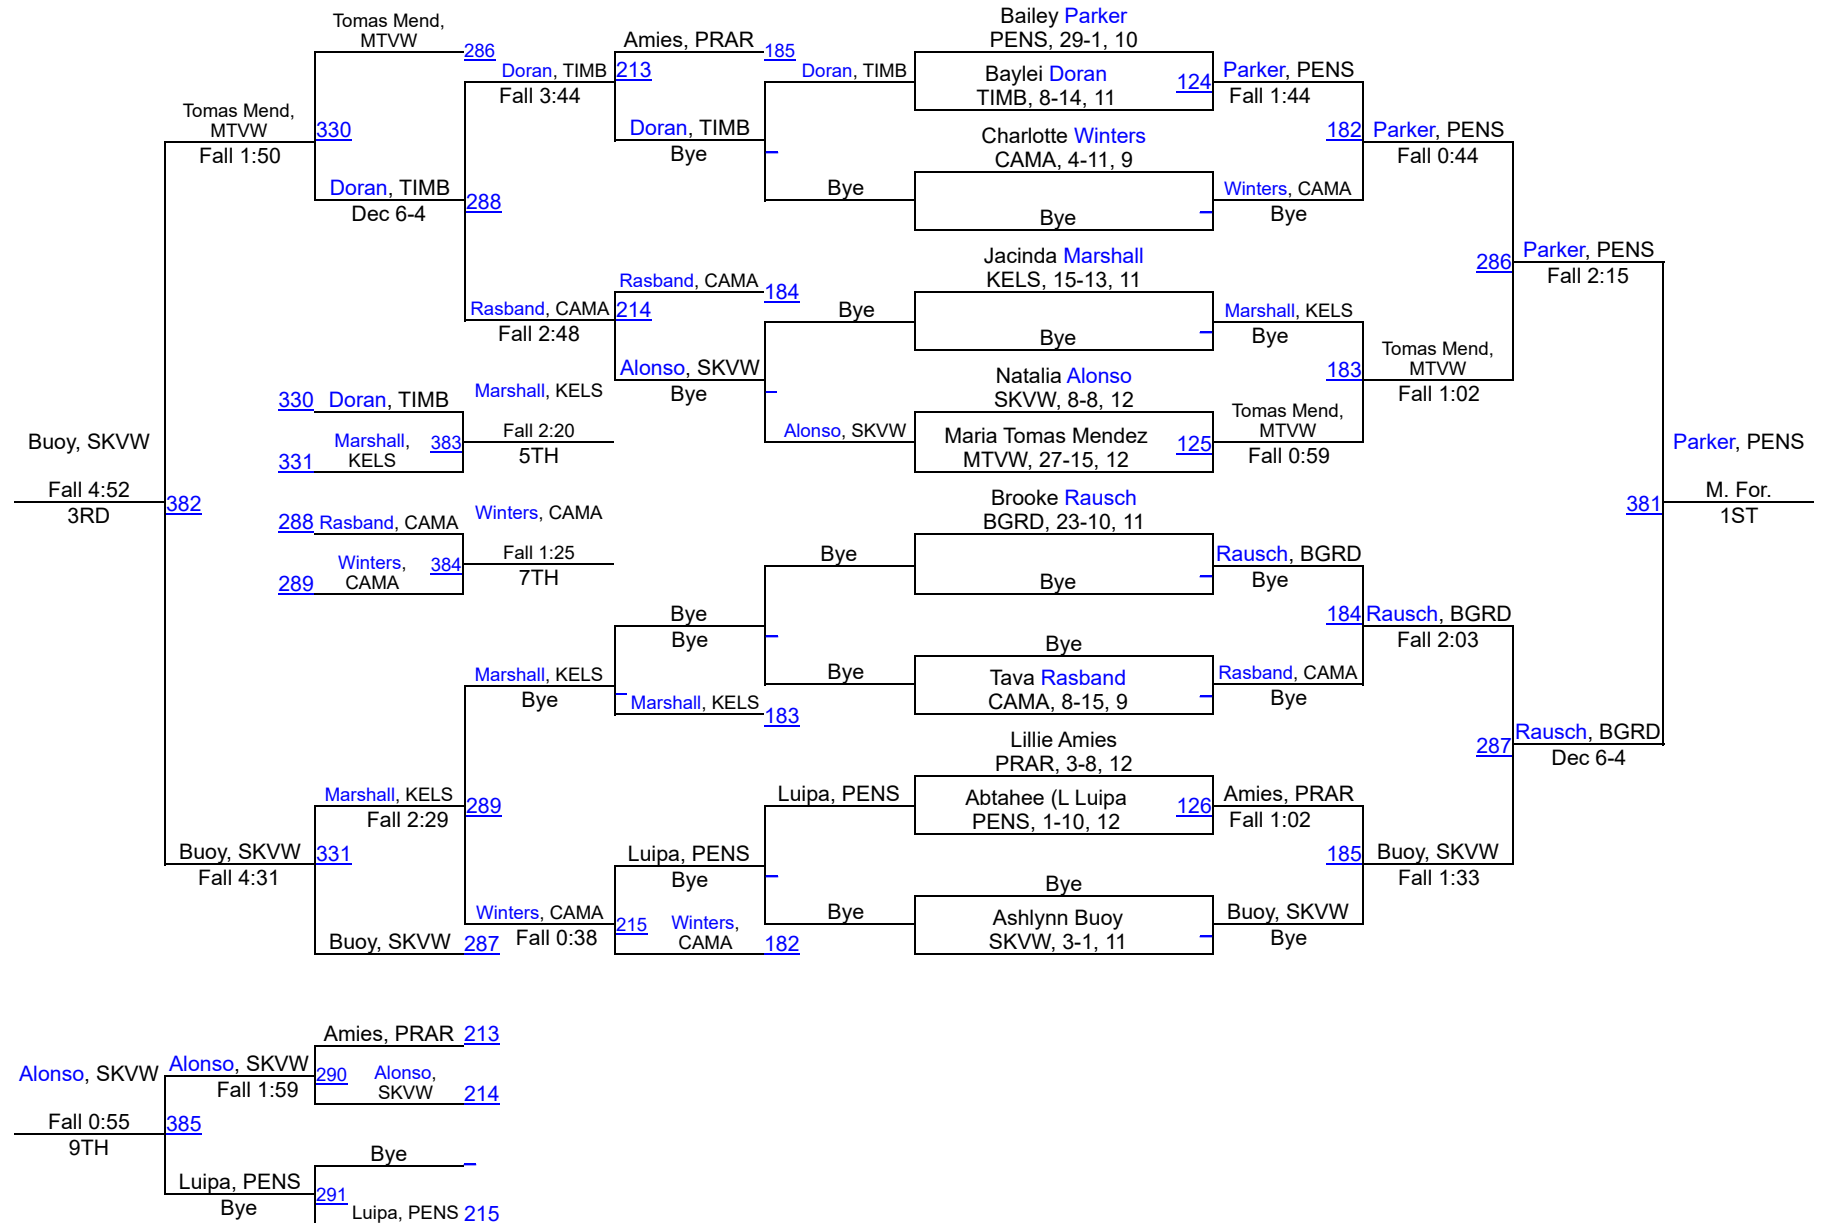 Tomas Mend,
MTVW
286
Doran, TIMB
Fall 3:44
Amies, PRAR
185
213
Doran, TIMB
Bye
Doran, TIMB
Bye
Bailey Parker
PENS, 29-1, 10
Baylei Doran
TIMB, 8-14, 11
124
Parker, PENS
Fall 1:44
Charlotte Winters
CAMA, 4-11, 9
Bye
Winters, CAMA
Bye
182
Parker, PENS
Fall 0:44
Tomas Mend,
MTVW
Fall 1:50
330
Doran, TIMB
Dec 6-4
288
Rasband, CAMA
Fall 2:48
Rasband, CAMA
184
214
Alonso, SKVW
Bye
Bye
Alonso, SKVW
Jacinda Marshall
KELS, 15-13, 11
Bye
Marshall, KELS
Bye
Natalia Alonso
SKVW, 8-8, 12
Maria Tomas Mendez
MTVW, 27-15, 12
125
Tomas Mend,
MTVW
Fall 0:59
183
Tomas Mend,
MTVW
Fall 1:02
286
Parker, PENS
Fall 2:15
330
Doran, TIMB
Marshall,
KELS
331
383
Marshall, KELS
Fall 2:20
5TH
Buoy, SKVW
Fall 4:52
3RD
382
288
Rasband, CAMA
Winters,
CAMA
289
384
Winters, CAMA
Fall 1:25
7TH
Parker, PENS
M. For.
1ST
381
Brooke Rausch
BGRD, 23-10, 11
Bye
Rausch, BGRD
Bye
Bye
Bye
Bye
Bye
Bye
Tava Rasband
CAMA, 8-15, 9
Rasband, CAMA
Bye
184
Rausch, BGRD
Fall 2:03
Marshall, KELS
Bye
Marshall, KELS
183
Lillie Amies
PRAR, 3-8, 12
Abtahee (L Luipa
PENS, 1-10, 12
126
Amies, PRAR
Fall 1:02
287
Rausch, BGRD
Dec 6-4
Marshall, KELS
Fall 2:29
289
Luipa, PENS
Luipa, PENS
Bye
Bye
Bye
Ashlynn Buoy
SKVW, 3-1, 11
Buoy, SKVW
Bye
185
Buoy, SKVW
Fall 1:33
Buoy, SKVW
Fall 4:31
331
Buoy, SKVW
287
Winters, CAMA
Fall 0:38
215
Winters,
CAMA
182
Amies, PRAR
213
Alonso, SKVW
Fall 1:59
290
Alonso,
SKVW
214
Alonso, SKVW
Fall 0:55
9TH
385
Bye
Luipa, PENS
Bye
291
Luipa, PENS
215